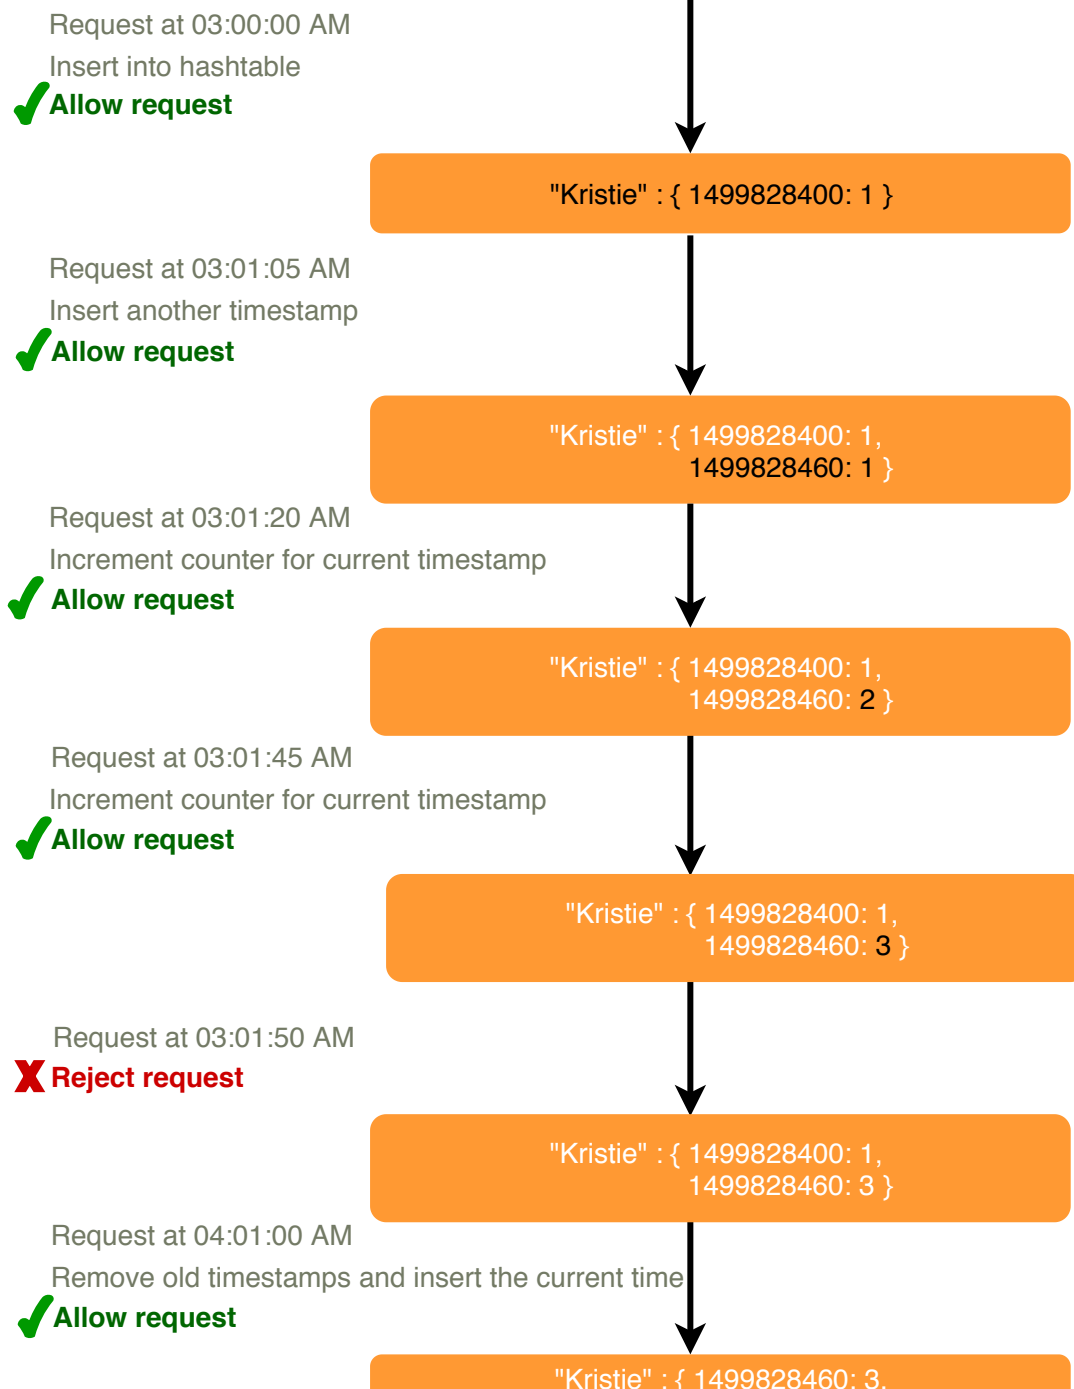 Request at 03:00:00 AM
Insert into hashtable
Allow request
"Kristie" : { 1499828400: 1 }
Request at 03:01:05 AM
Insert another timestamp
Allow request
"Kristie" : { 1499828400: 1,
1499828460: 1 }
Request at 03:01:20 AM
Increment counter for current timestamp
Allow request
"Kristie" : { 1499828400: 1,
1499828460: 2 }
Request at 03:01:45 AM
Increment counter for current timestamp
Allow request
"Kristie" : { 1499828400: 1,
1499828460: 3 }
Request at 03:01:50 AM
X Reject request
"Kristie" : { 1499828400: 1,
1499828460: 3 }
Request at 04:01:00 AM
Remove old timestamps and insert the current time
Allow request
"Kristie" : { 1499828460: 3,